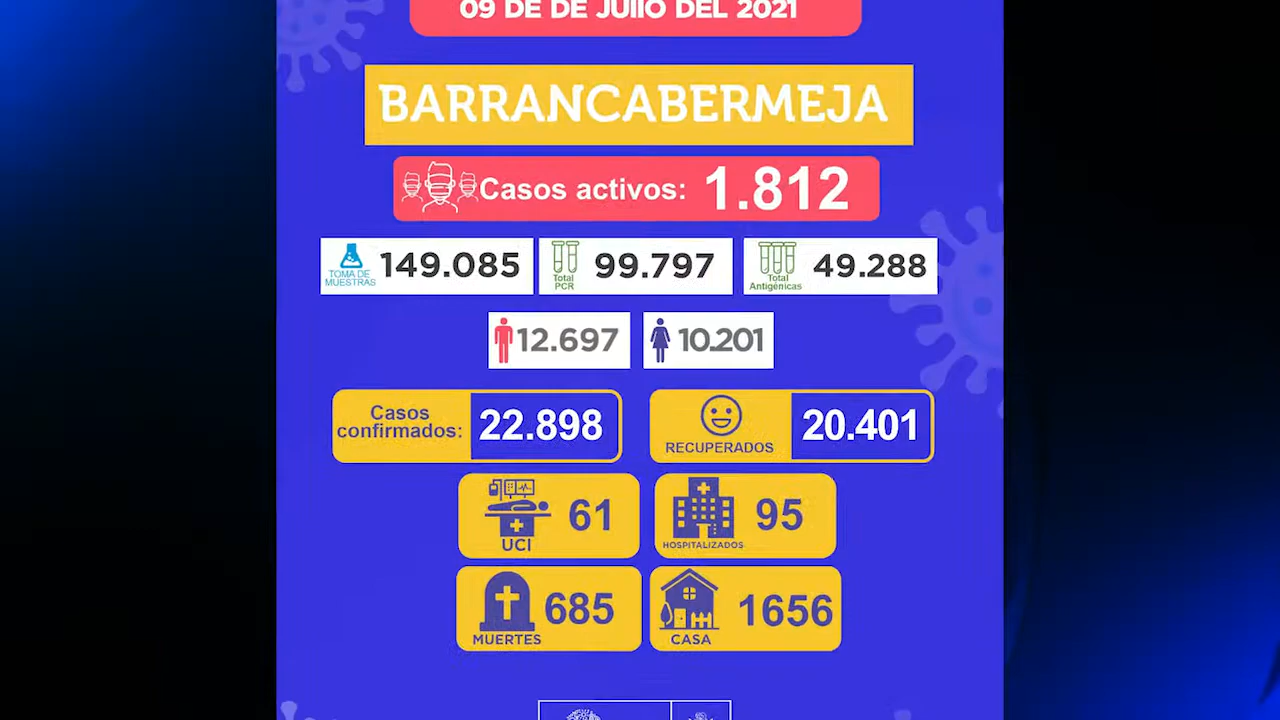 09 DE DE JUlIO DEL 2021
BARRANCABERMEJA
Casos activos: 1.812
TOMA DE
MUESTRAS
149.085
Total
PCR
99.797
Total
Antigénicas
49.288
12.697
10.201
Casos
confirmados:
22.898
RECUPERADOS
20.401
UCI
61
HOSPITALIZADOS
95
MUERTES
685
CASA
1656